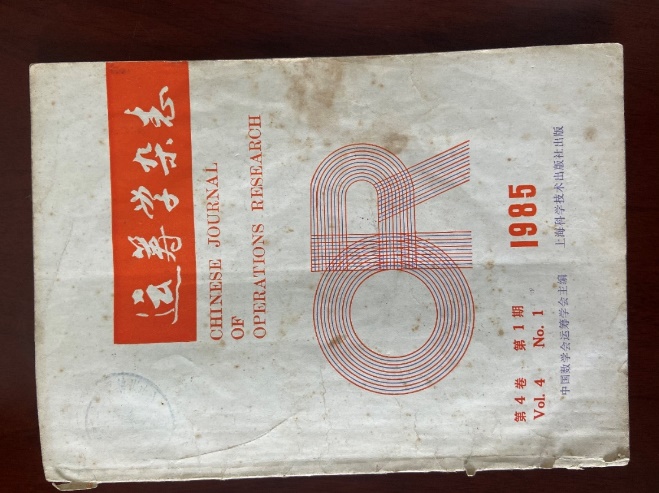 运筹学杂志
CHINESE JOURNAL
OF
OPERATIONS RESEARCH
OR
第4卷 第1期
Vol. 4 No. 1
1985
中国数学会运筹学会主编
上海科学技术出版社出版